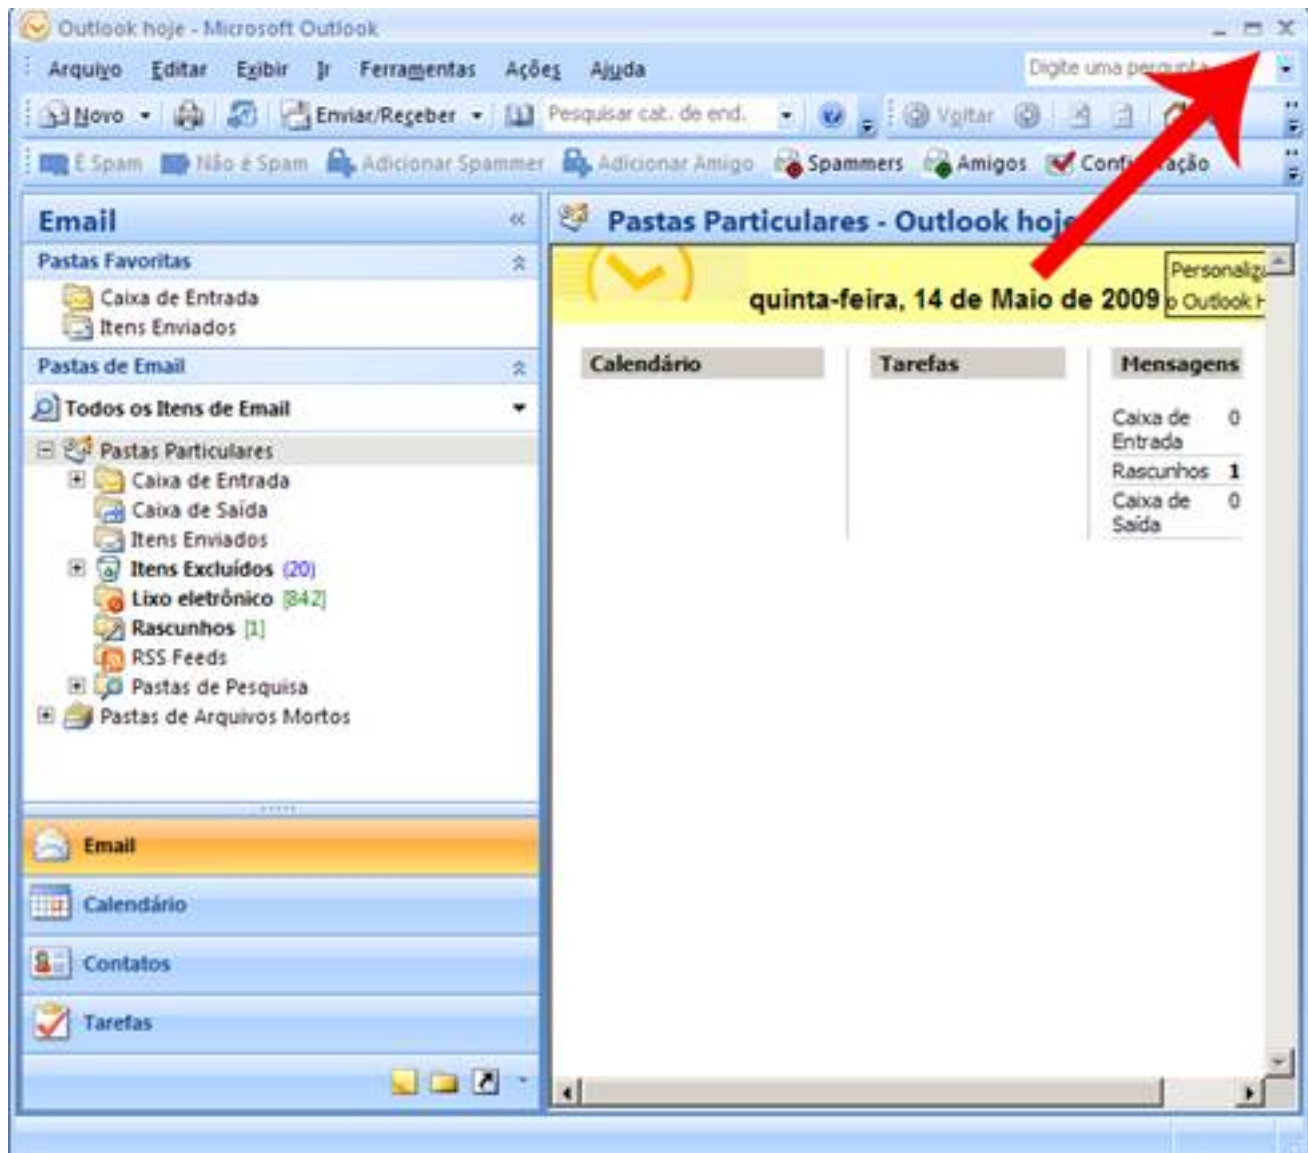 Outlook hoje - Microsoft Outlook
Arquivo Editar Exibir Ir Ferramentas Ações Ajuda Digite uma pergunta
Novo Enviar/Receber Pesquisar cat. de end. Voltar
É Spam Não é Spam Adicionar Spammer Adicionar Amigo Spammers Amigos
Email
Pastas Favoritas
Caixa de Entrada
Itens Enviados
Pastas de Email
Todos os Itens de Email
Pastas Particulares
Caixa de Entrada
Caixa de Saída
Itens Enviados
Itens Excluídos (20)
Lixo eletrônico [842]
Rascunhos [1]
RSS Feeds
Pastas de Pesquisa
Pastas de Arquivos Mortos
Email
Calendário
Contatos
Tarefas
Pastas Particulares - Outlook hoje
quinta-feira, 14 de Maio de 2009
Calendário
Tarefas
Mensagens
Caixa de 0
Entrada
Rascunhos 1
Caixa de 0
Saída